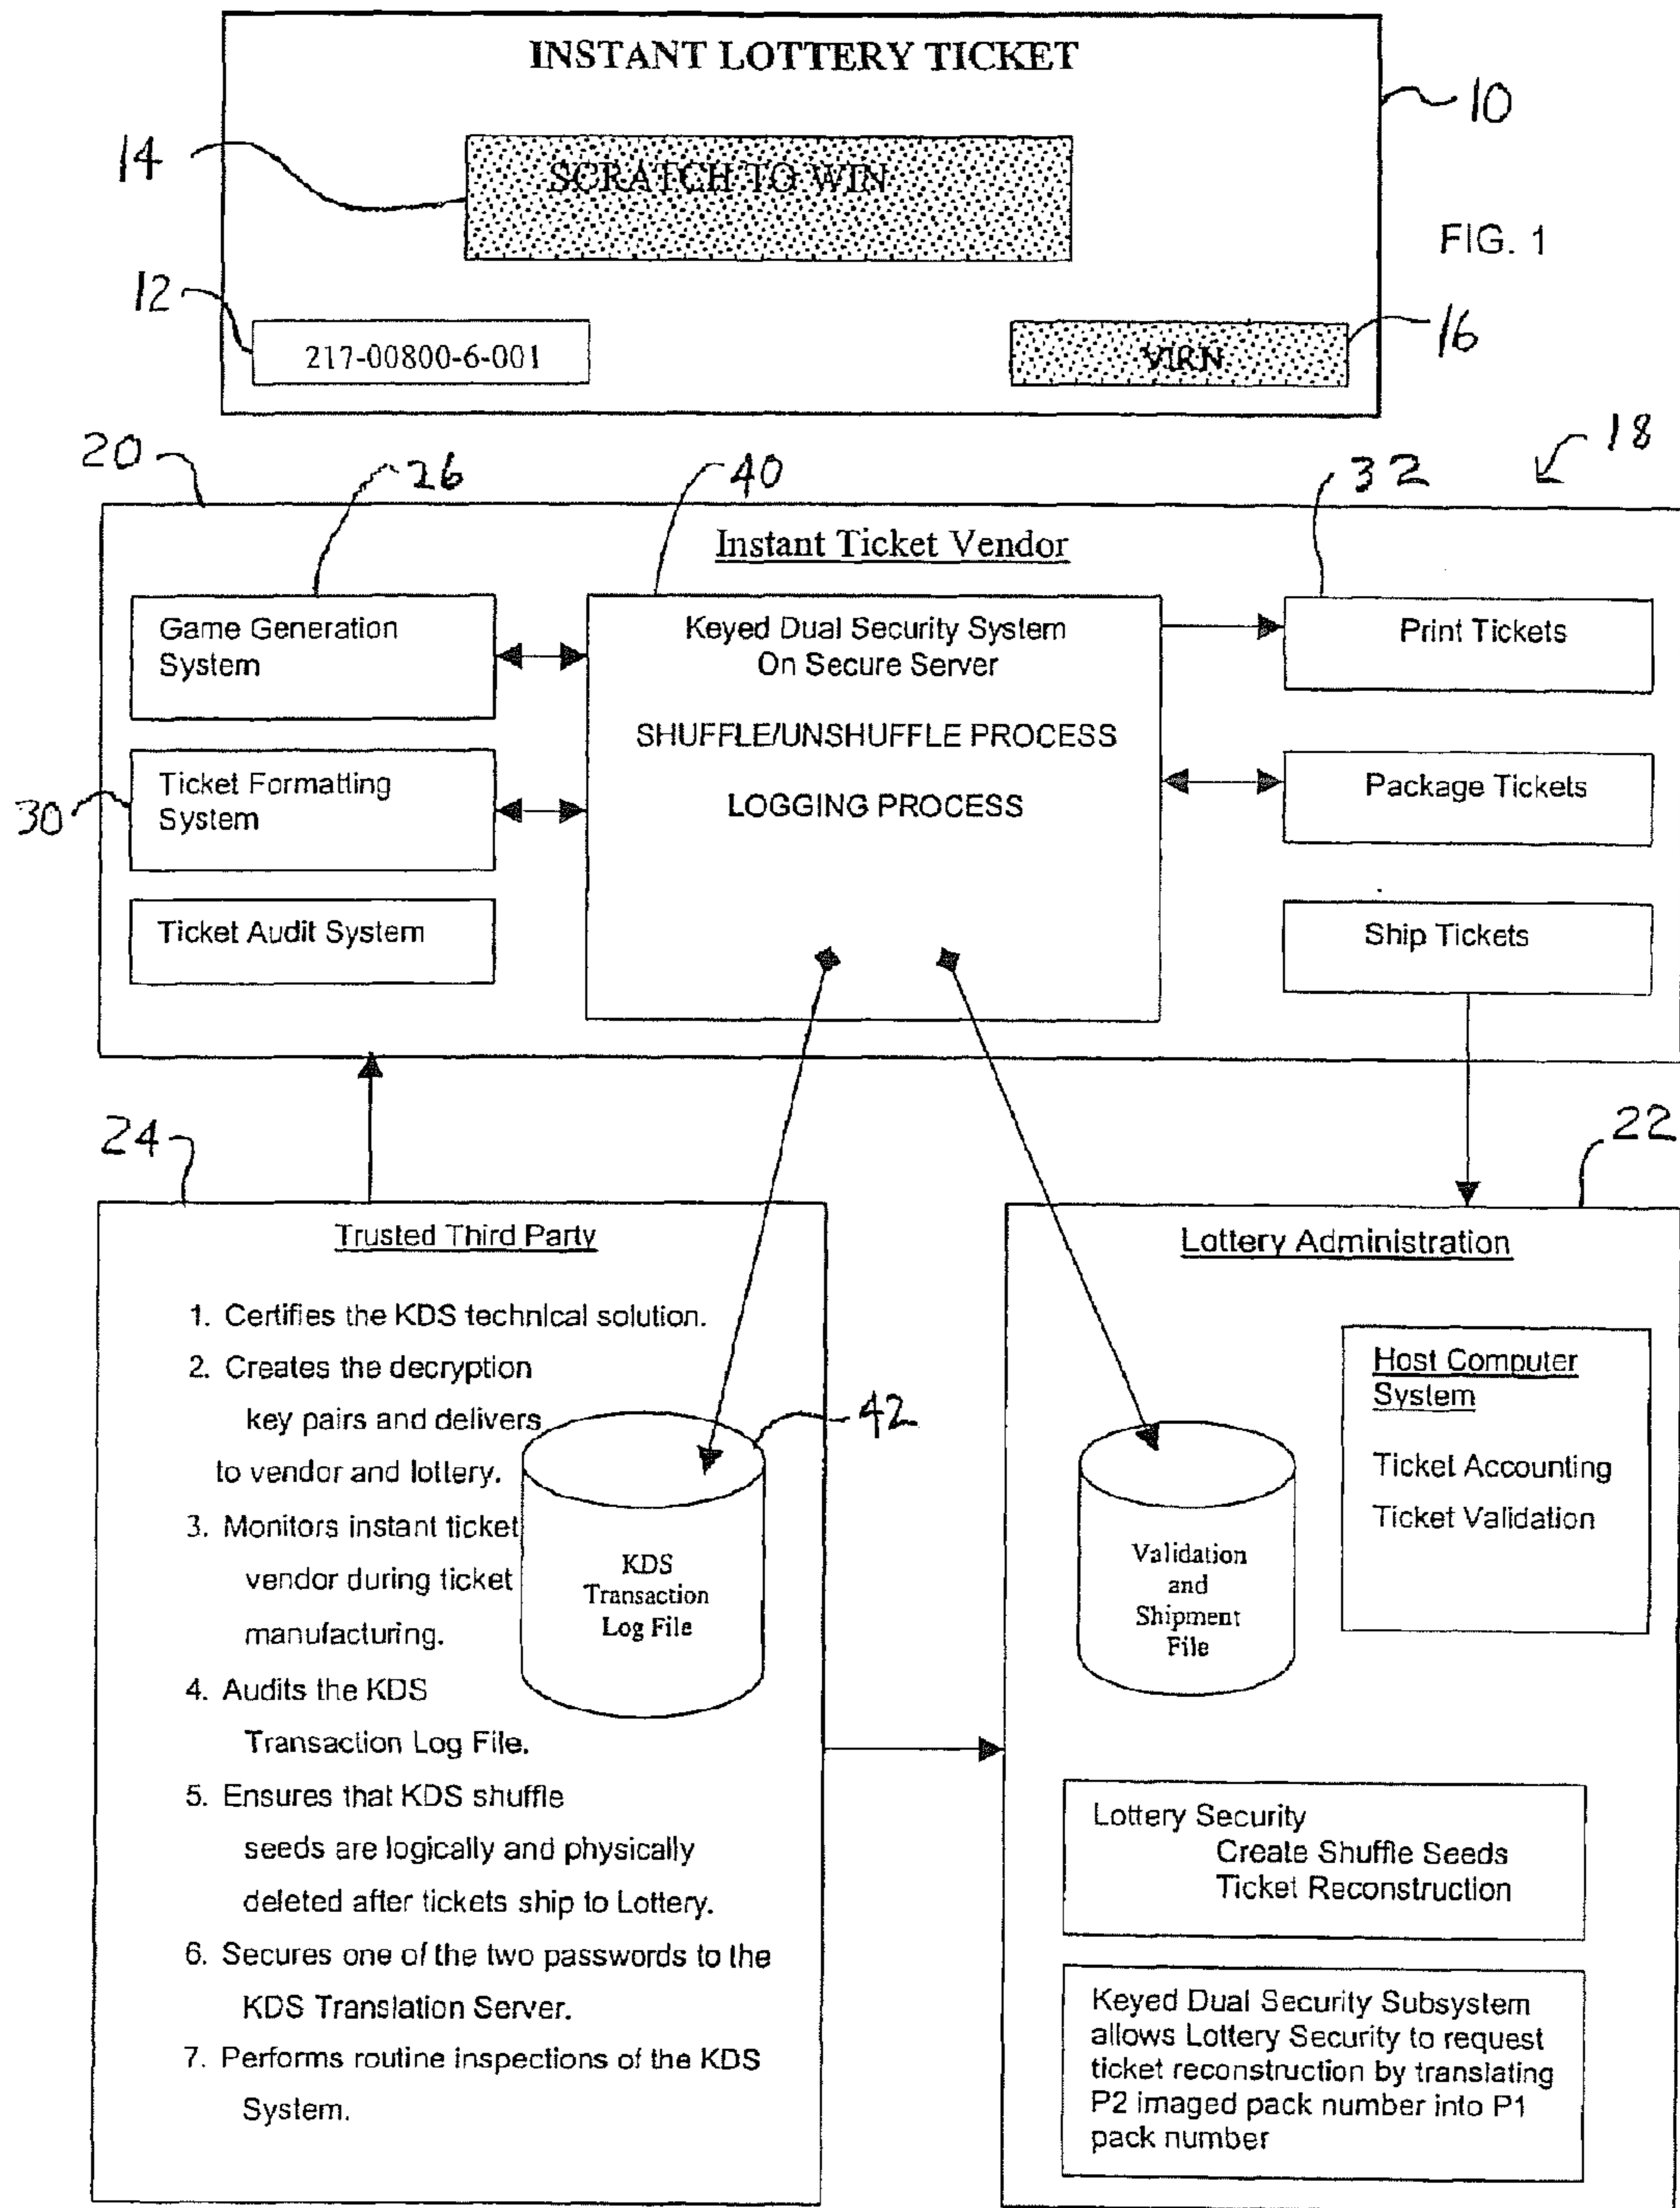 INSTANT LOTTERY TICKET
10
14
SCRATCH TO WIN
FIG. 1
12
217-00800-6-001
VIRN
16
18
20
26
40
32
Instant Ticket Vendor
Game Generation
System
Keyed Dual Security System
On Secure Server
SHUFFLE/UNSHUFFLE PROCESS
LOGGING PROCESS
Print Tickets
30
Ticket Formatting
System
Package Tickets
Ticket Audit System
Ship Tickets
24
22
Trusted Third Party
1. Certifies the KDS technical solution.
2. Creates the decryption
key pairs and delivers
to vendor and lottery.
3. Monitors instant ticket
vendor during ticket
manufacturing.
4. Audits the KDS
Transaction Log File.
5. Ensures that KDS shuffle
seeds are logically and physically
deleted after tickets ship to Lottery.
6. Secures one of the two passwords to the
KDS Translation Server.
7. Performs routine inspections of the KDS
System.
42
KDS
Transaction
Log File
Lottery Administration
Host Computer
System
Ticket Accounting
Ticket Validation
Validation
and
Shipment
File
Lottery Security
Create Shuffle Seeds
Ticket Reconstruction
Keyed Dual Security Subsystem
allows Lottery Security to request
ticket reconstruction by translating
P2 imaged pack number into P1
pack number